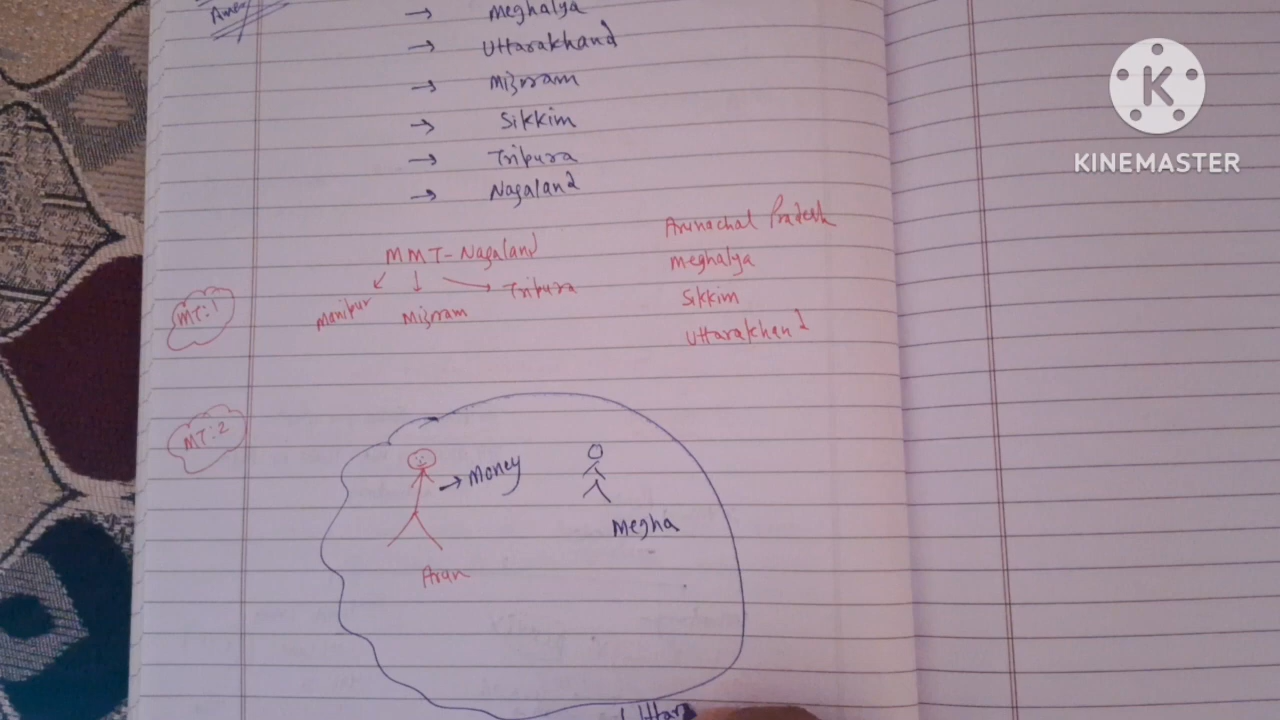 → Meghalya
→ Uttarakhand
→ Mizoram
→ Sikkim
→ Tripura
→ Nagaland
MMT-Nagaland
Manipur Mizoram Tripura
Arunachal Pradesh
Meghalya
Sikkim
Uttarakhand
MT:1
MT:2
→ Money
Megha
Arun
Uttara
K
KINEMASTER